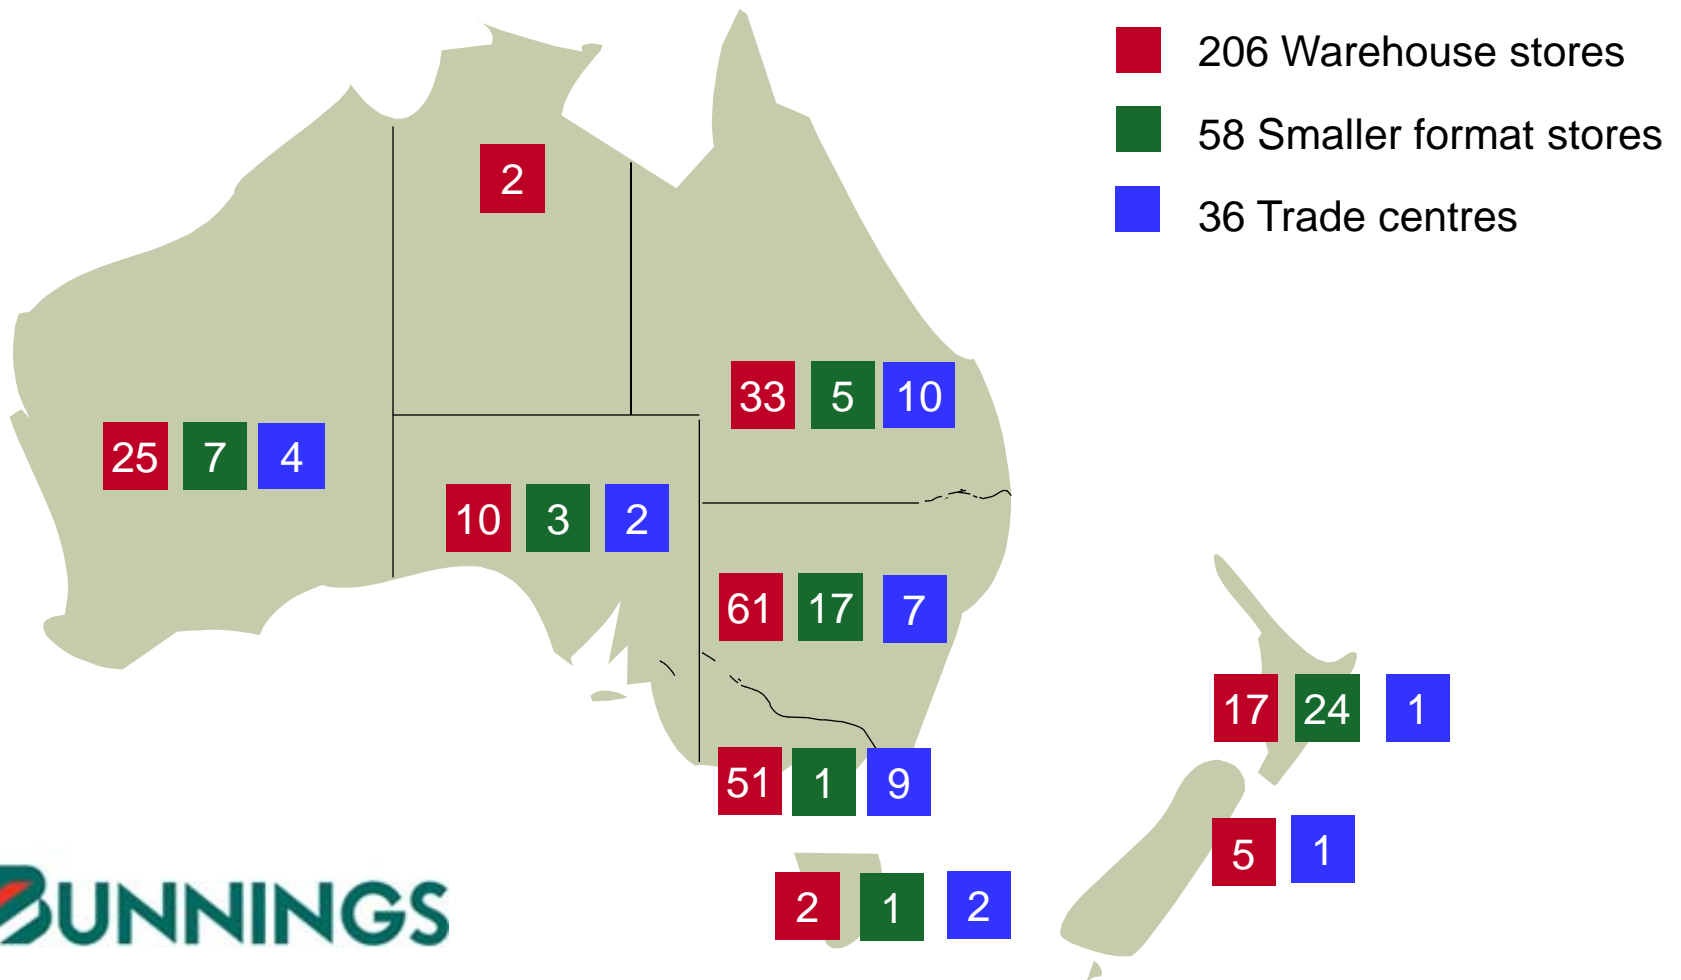 206 Warehouse stores
58 Smaller format stores
36 Trade centres
2
33 5 10
25 7 4
10 3 2
61 17 7
17 24 1
51 1 9
5 1
2 1 2
BUNNINGS